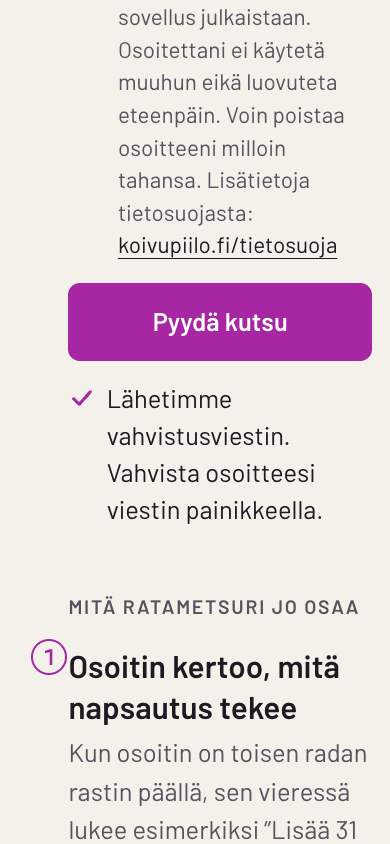 sovellus julkaistaan.
Osoitettani ei käytetä
muuhun eikä luovuteta
eteenpäin. Voin poistaa
osoitteeni milloin
tahansa. Lisätietoja
tietosuojasta:
koivupiilo.fi/tietosuoja
Pyydä kutsu
Lähetimme
vahvistusviestin.
Vahvista osoitteesi
viestin painikkeella.
MITÄ RATAMETSURI JO OSAA
1
Osoitin kertoo, mitä
napsautus tekee
Kun osoitin on toisen radan
rastin päällä, sen vieressä
lukee esimerkiksi ”Lisää 31